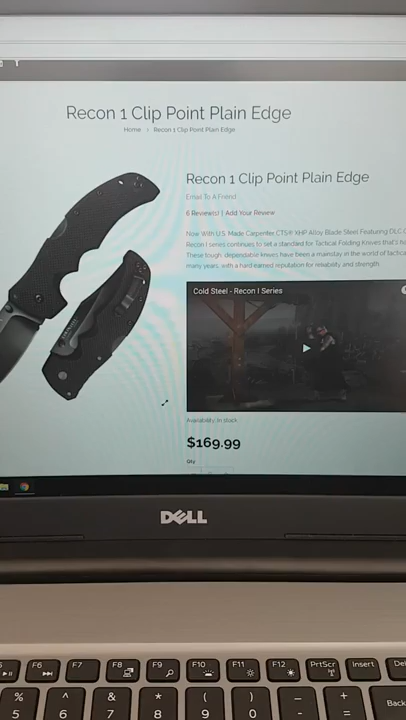 Recon 1 Clip Point Plain Edge
Home › Recon 1 Clip Point Plain Edge
Recon 1 Clip Point Plain Edge
Email To A Friend
6 Review(s) | Add Your Review
Now With U.S. Made Carpenter CTS® XHP Alloy Blade Steel Featuring DLC
Recon 1 series continues to set a standard for Tactical Folding Knives that's
These tough, dependable knives have been a mainstay in the world of
many years, with a hard earned reputation for reliability and strength.
Cold Steel - Recon 1 Series
Availability: In stock
$169.99
Qty
DELL
F6 F7 F8 F9 F10 F11 F12 PrtScr Insert
% ^ & * ( ) – +
5 6 7 8 9 0 - = Back